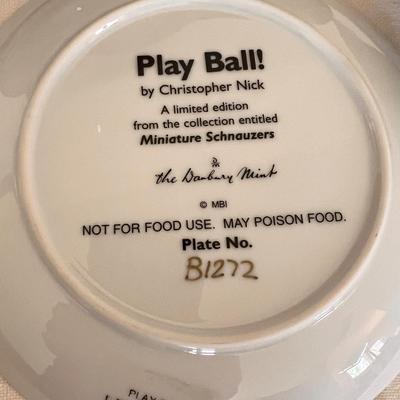 Play Ball!
by Christopher Nick
A limited edition
from the collection entitled
Miniature Schnauzers
the Danbury Mint
© MBI
NOT FOR FOOD USE. MAY POISON FOOD.
Plate No.
B1272